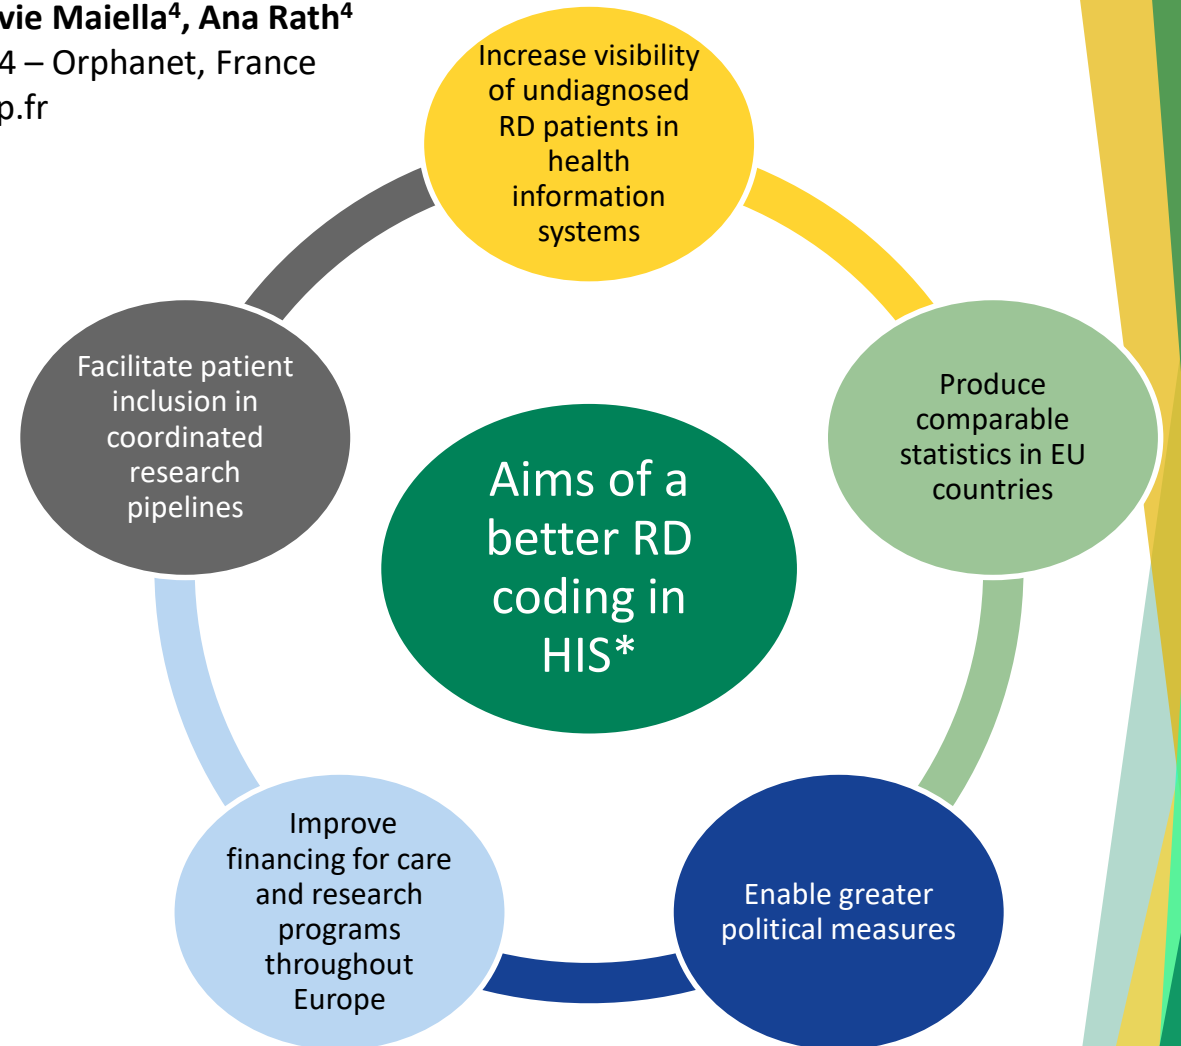 vie Maiella⁴, Ana Rath⁴
4 – Orphanet, France
p.fr
Increase visibility
of undiagnosed
RD patients in
health
information
systems
Facilitate patient
inclusion in
coordinated
research
pipelines
Produce
comparable
statistics in EU
countries
Aims of a
better RD
coding in
HIS*
Improve
financing for care
and research
programs
throughout
Europe
Enable greater
political measures